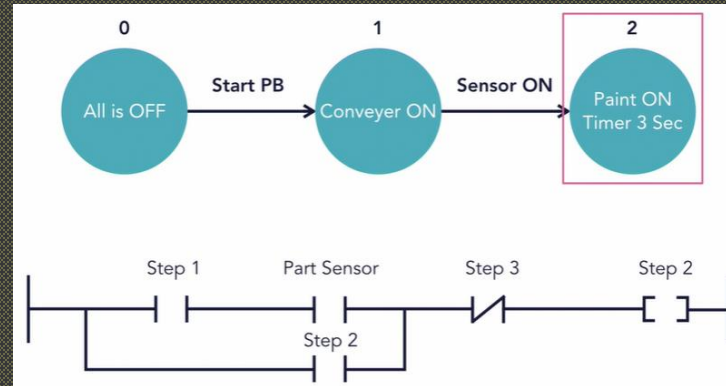 0 1 2
Start PB Sensor ON
All is OFF Conveyer ON Paint ON
Timer 3 Sec
Step 1 Part Sensor Step 3 Step 2
Step 2